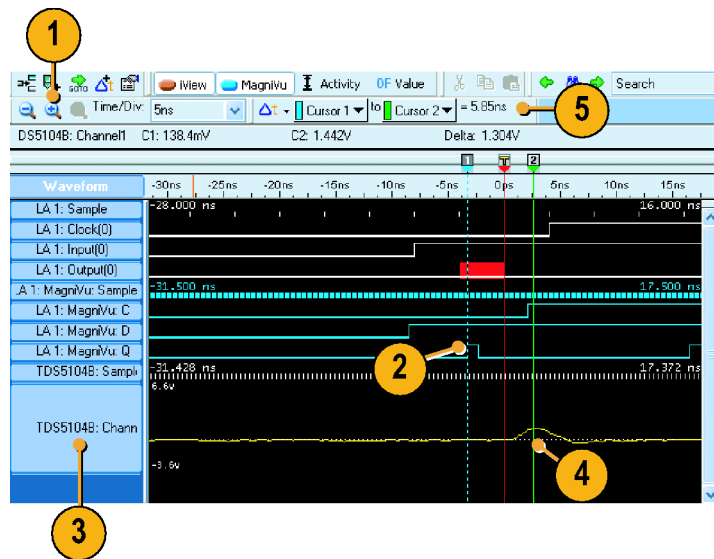 1
GOTO iView MagniVu Activity 0F Value Search
Time/Div: 5ns Cursor 1 to Cursor 2 = 5.85ns 5
DS5104B: Channel1 C1: 138.4mV C2: 1.442V Delta: 1.304V
1 T 2
Waveform -30ns -25ns -20ns -15ns -10ns -5ns 0ps 5ns 10ns 15ns
LA 1: Sample -28.000 ns 16.000 ns
LA 1: Clock(0)
LA 1: Input(0)
LA 1: Output(0)
LA 1: MagniVu: Sample -31.500 ns 17.500 ns
LA 1: MagniVu: C
LA 1: MagniVu: D
LA 1: MagniVu: Q
2
TDS5104B: Sampl -31.428 ns 17.372 ns
6.6v
TDS5104B: Chann
-3.6v
4
3